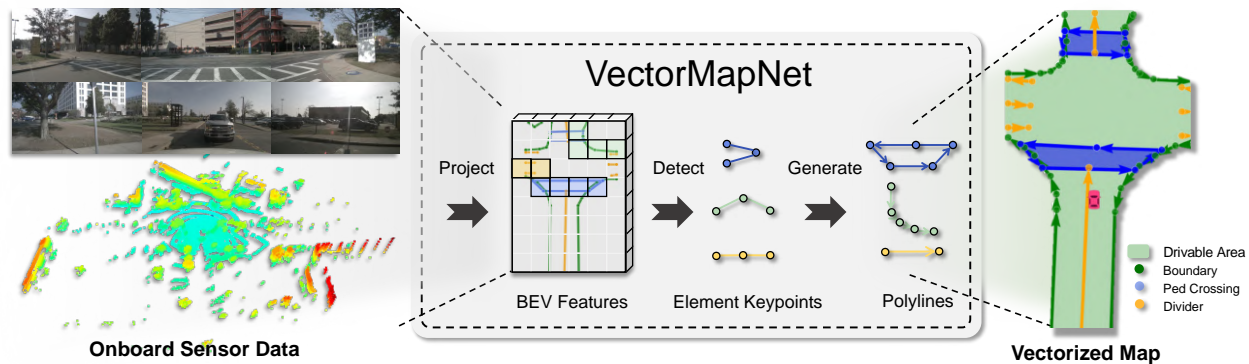 VectorMapNet
Project
Detect
Generate
BEV Features
Element Keypoints
Polylines
Onboard Sensor Data
Drivable Area
Boundary
Ped Crossing
Divider
Vectorized Map